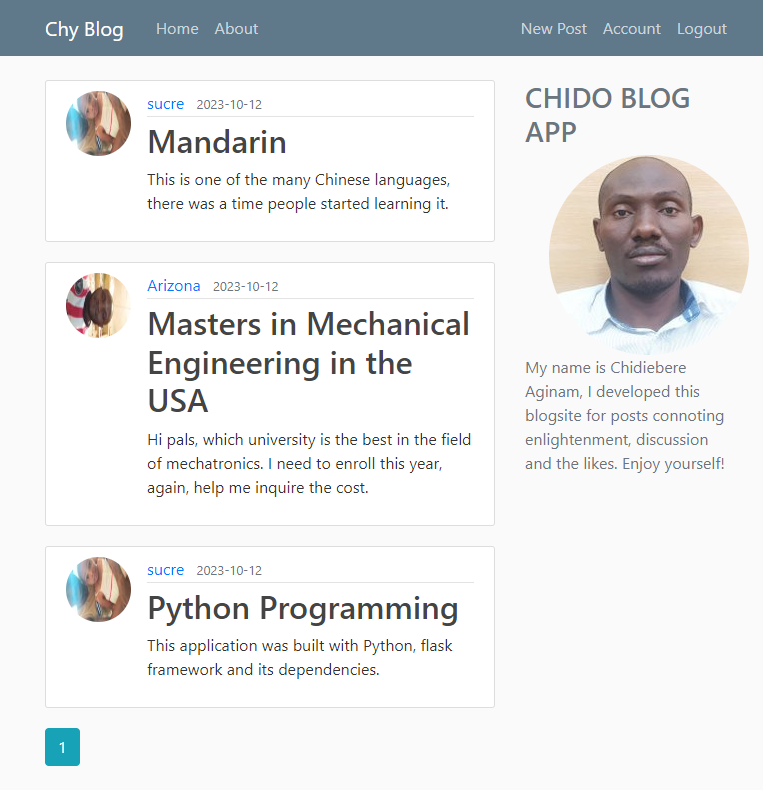 Chy Blog Home About New Post Account Logout
sucre 2023-10-12
Mandarin
This is one of the many Chinese languages,
there was a time people started learning it.
Arizona 2023-10-12
Masters in Mechanical
Engineering in the
USA
Hi pals, which university is the best in the field
of mechatronics. I need to enroll this year,
again, help me inquire the cost.
sucre 2023-10-12
Python Programming
This application was built with Python, flask
framework and its dependencies.
1
CHIDO BLOG
APP
My name is Chidiebere
Aginam, I developed this
blogsite for posts connoting
enlightenment, discussion
and the likes. Enjoy yourself!